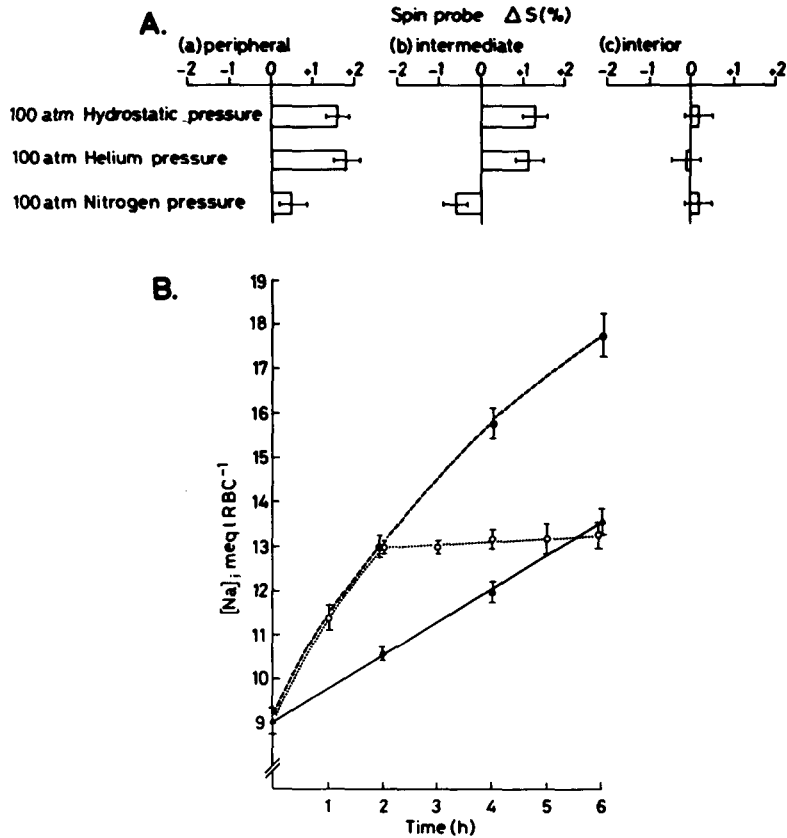 A.
Spin probe Δ S(%)
(a) peripheral (b) intermediate (c) interior
-2 -1 0 +1 +2 -2 -1 0 +1 +2 -2 -1 0 +1 +2
100 atm Hydrostatic pressure
100 atm Helium pressure
100 atm Nitrogen pressure
B.
19
18
17
16
15
14
13
12
11
10
9
[Na]i meq l RBC⁻¹
1 2 3 4 5 6
Time (h)